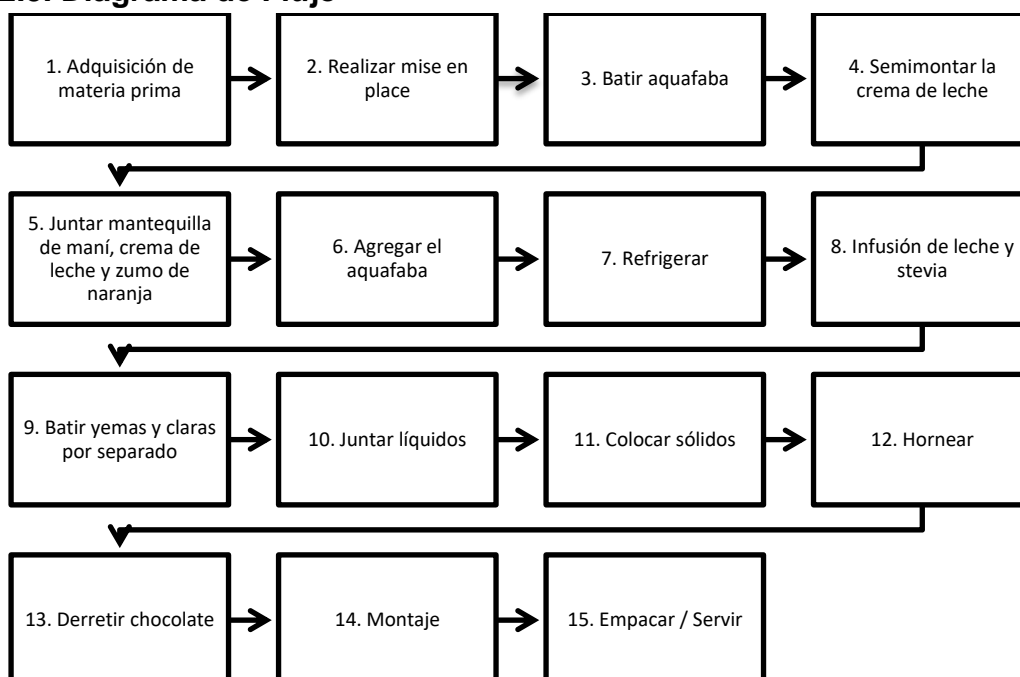 2.3. Diagrama de Flujo
1. Adquisición de
materia prima
2. Realizar mise en
place
3. Batir aquafaba
4. Semimontar la
crema de leche
5. Juntar mantequilla
de maní, crema de
leche y zumo de
naranja
6. Agregar el
aquafaba
7. Refrigerar
8. Infusión de leche y
stevia
9. Batir yemas y claras
por separado
10. Juntar líquidos
11. Colocar sólidos
12. Hornear
13. Derretir chocolate
14. Montaje
15. Empacar / Servir